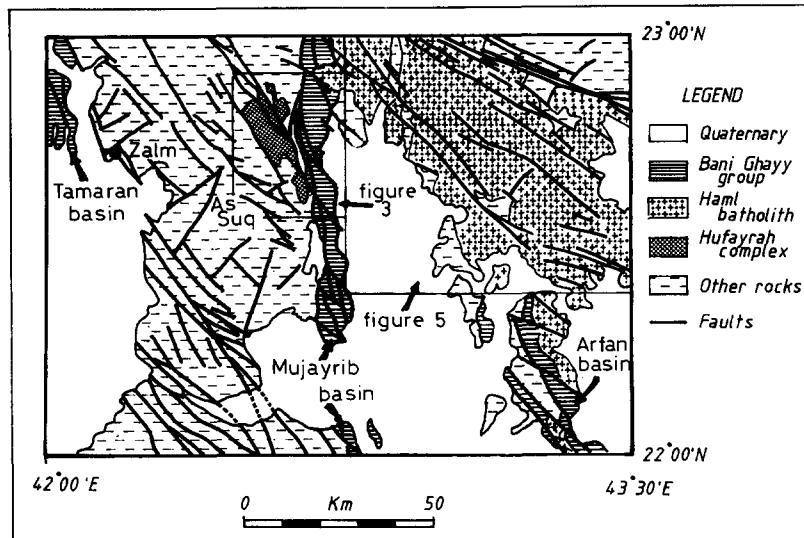 23°00'N
LEGEND
Quaternary
Bani Ghayy
group
Haml
batholith
Hufayrah
complex
Other rocks
Faults
Zalm
Tamaran
basin
As
Suq
figure
3
figure 5
Mujayrib
basin
Arfan
basin
22°00'N
42°00'E
43°30'E
0 Km 50